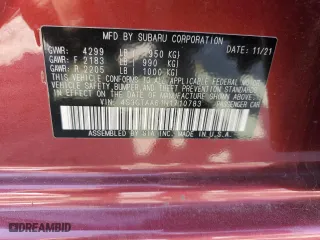 MFD BY SUBARU CORPORATION 11/21
GVWR: 4299 LB (1950 KG)
GAWR: F 2183 LB (990 KG)
GAWR: R 2205 LB (1000 KG)
THIS VEHICLE CONFORMS TO ALL APPLICABLE FEDERAL MOTOR
VEHICLE SAFETY, BUMPER, AND THEFT PREVENTION STANDARDS
IN EFFECT ON THE DATE OF MANUFACTURE SHOWN ABOVE.
VIN: PASSENGER CAR
ASSEMBLED BY SIA, INC. MADE IN U.S.A.
DREAMBID